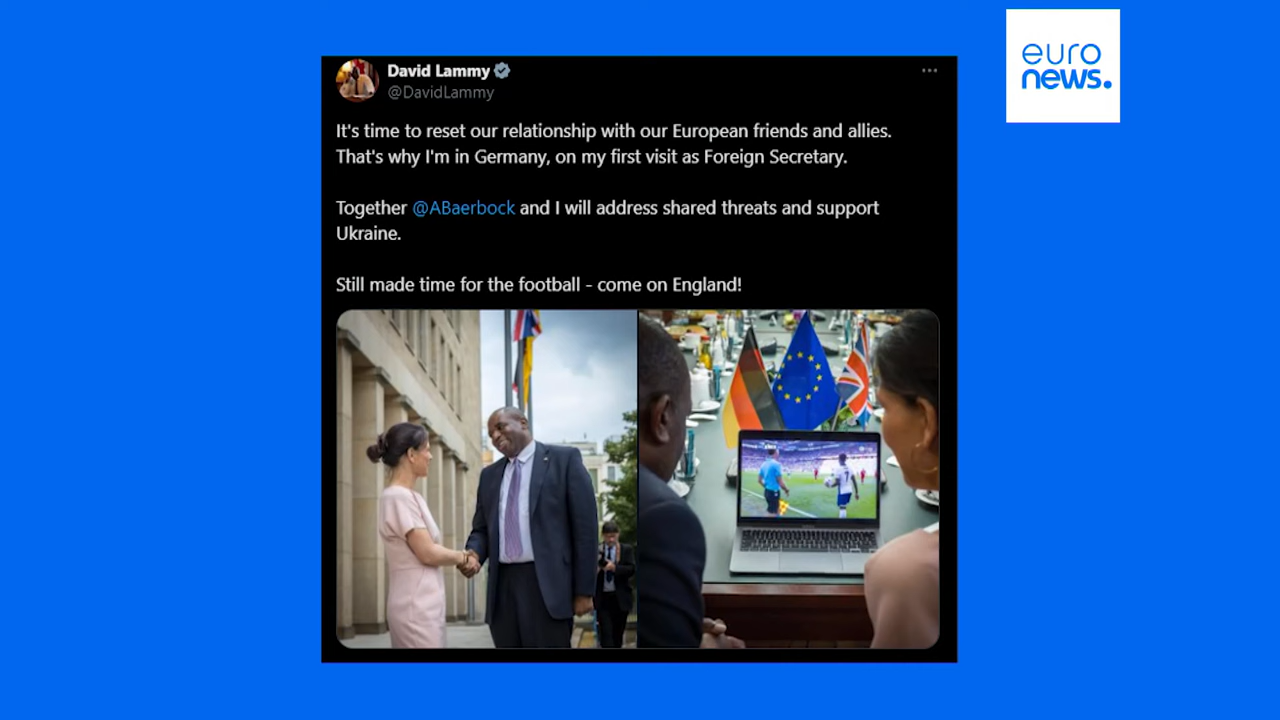 euro
news.
David Lammy
@DavidLammy
It's time to reset our relationship with our European friends and allies.
That's why I'm in Germany, on my first visit as Foreign Secretary.
Together @ABaerbock and I will address shared threats and support
Ukraine.
Still made time for the football - come on England!
7